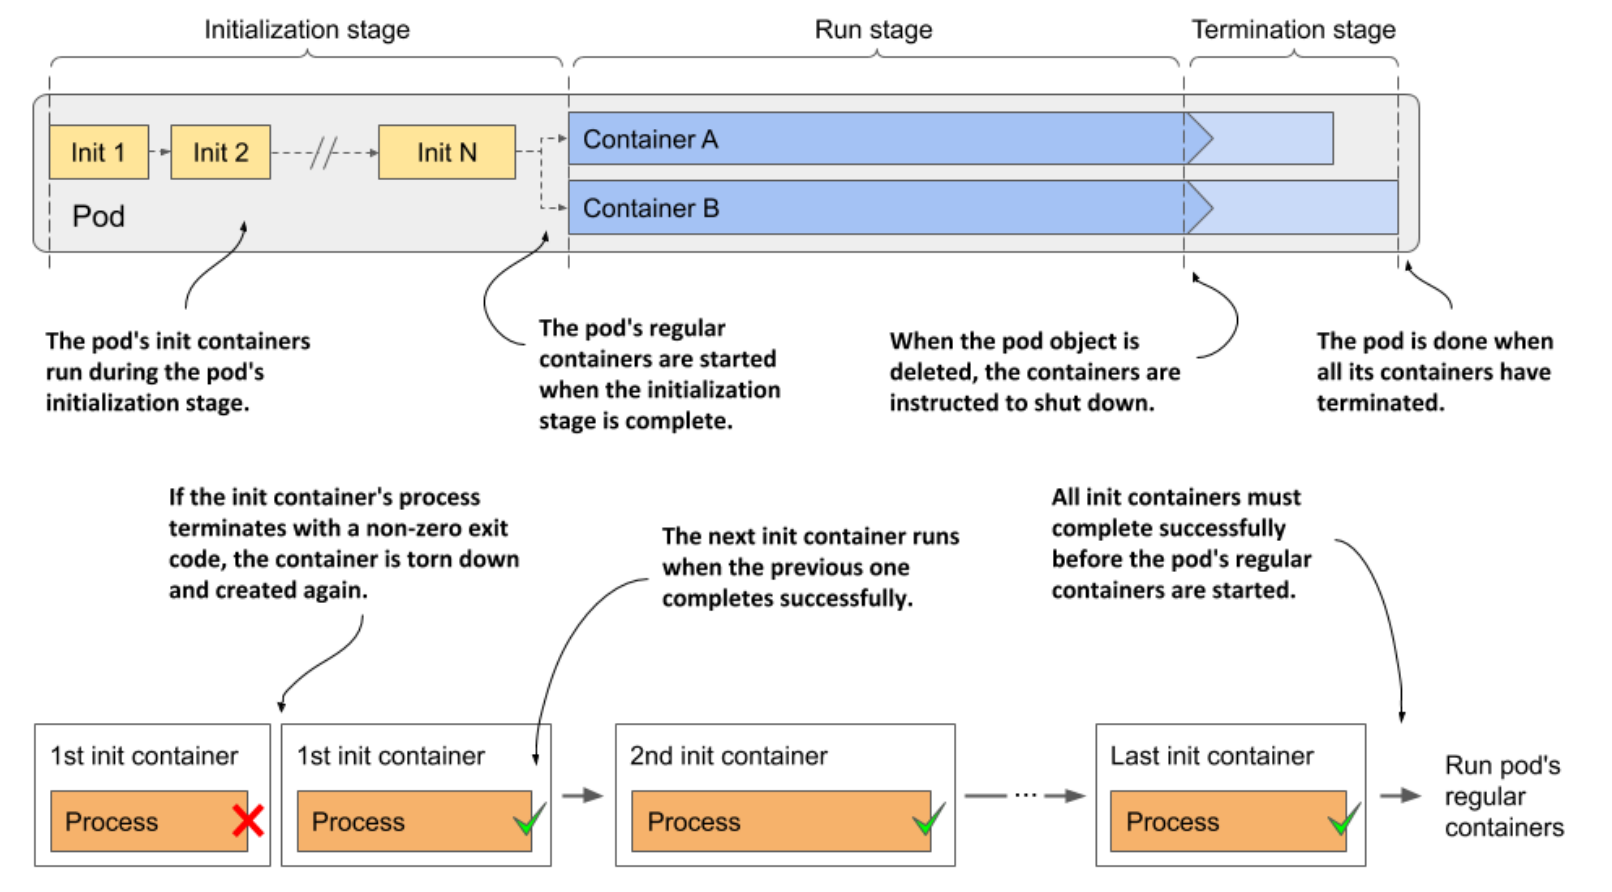 Initialization stage
Run stage
Termination stage
Init 1
Init 2
Init N
Container A
Container B
Pod
The pod's init containers
run during the pod's
initialization stage.
The pod's regular
containers are started
when the initialization
stage is complete.
When the pod object is
deleted, the containers are
instructed to shut down.
The pod is done when
all its containers have
terminated.
If the init container's process
terminates with a non-zero exit
code, the container is torn down
and created again.
The next init container runs
when the previous one
completes successfully.
All init containers must
complete successfully
before the pod's regular
containers are started.
1st init container
Process
1st init container
Process
2nd init container
Process
...
Last init container
Process
Run pod's
regular
containers